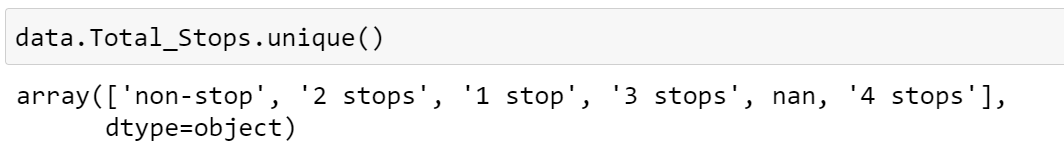 data.Total_Stops.unique()
array(['non-stop', '2 stops', '1 stop', '3 stops', nan, '4 stops'],
dtype=object)